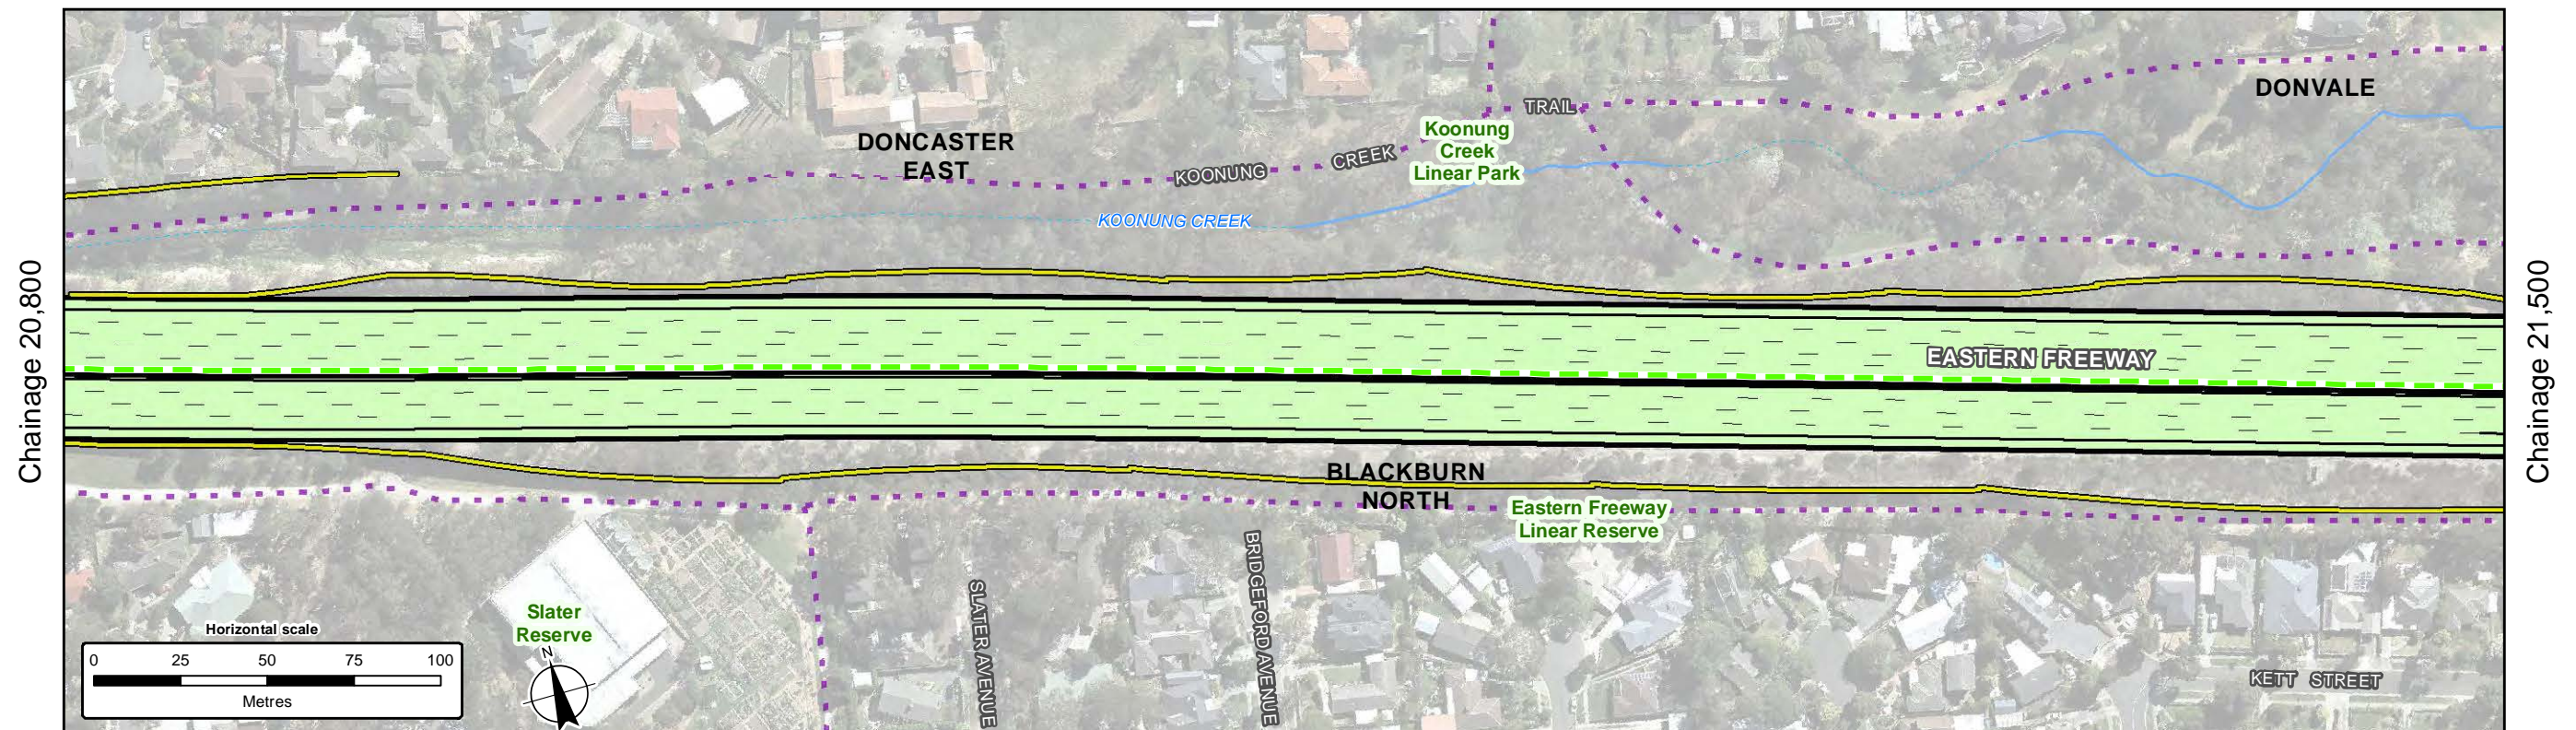 DONVALE
TRAIL
Koonung
Creek
Linear Park
DONCASTER
EAST
KOONUNG CREEK
KOONUNG CREEK
Chainage 20,800
Chainage 21,500
EASTERN FREEWAY
BLACKBURN
NORTH
Eastern Freeway
Linear Reserve
SLATER AVENUE
BRIDGEFORD AVENUE
Slater
Reserve
KETT STREET
Horizontal scale
0 25 50 75 100
Metres
N